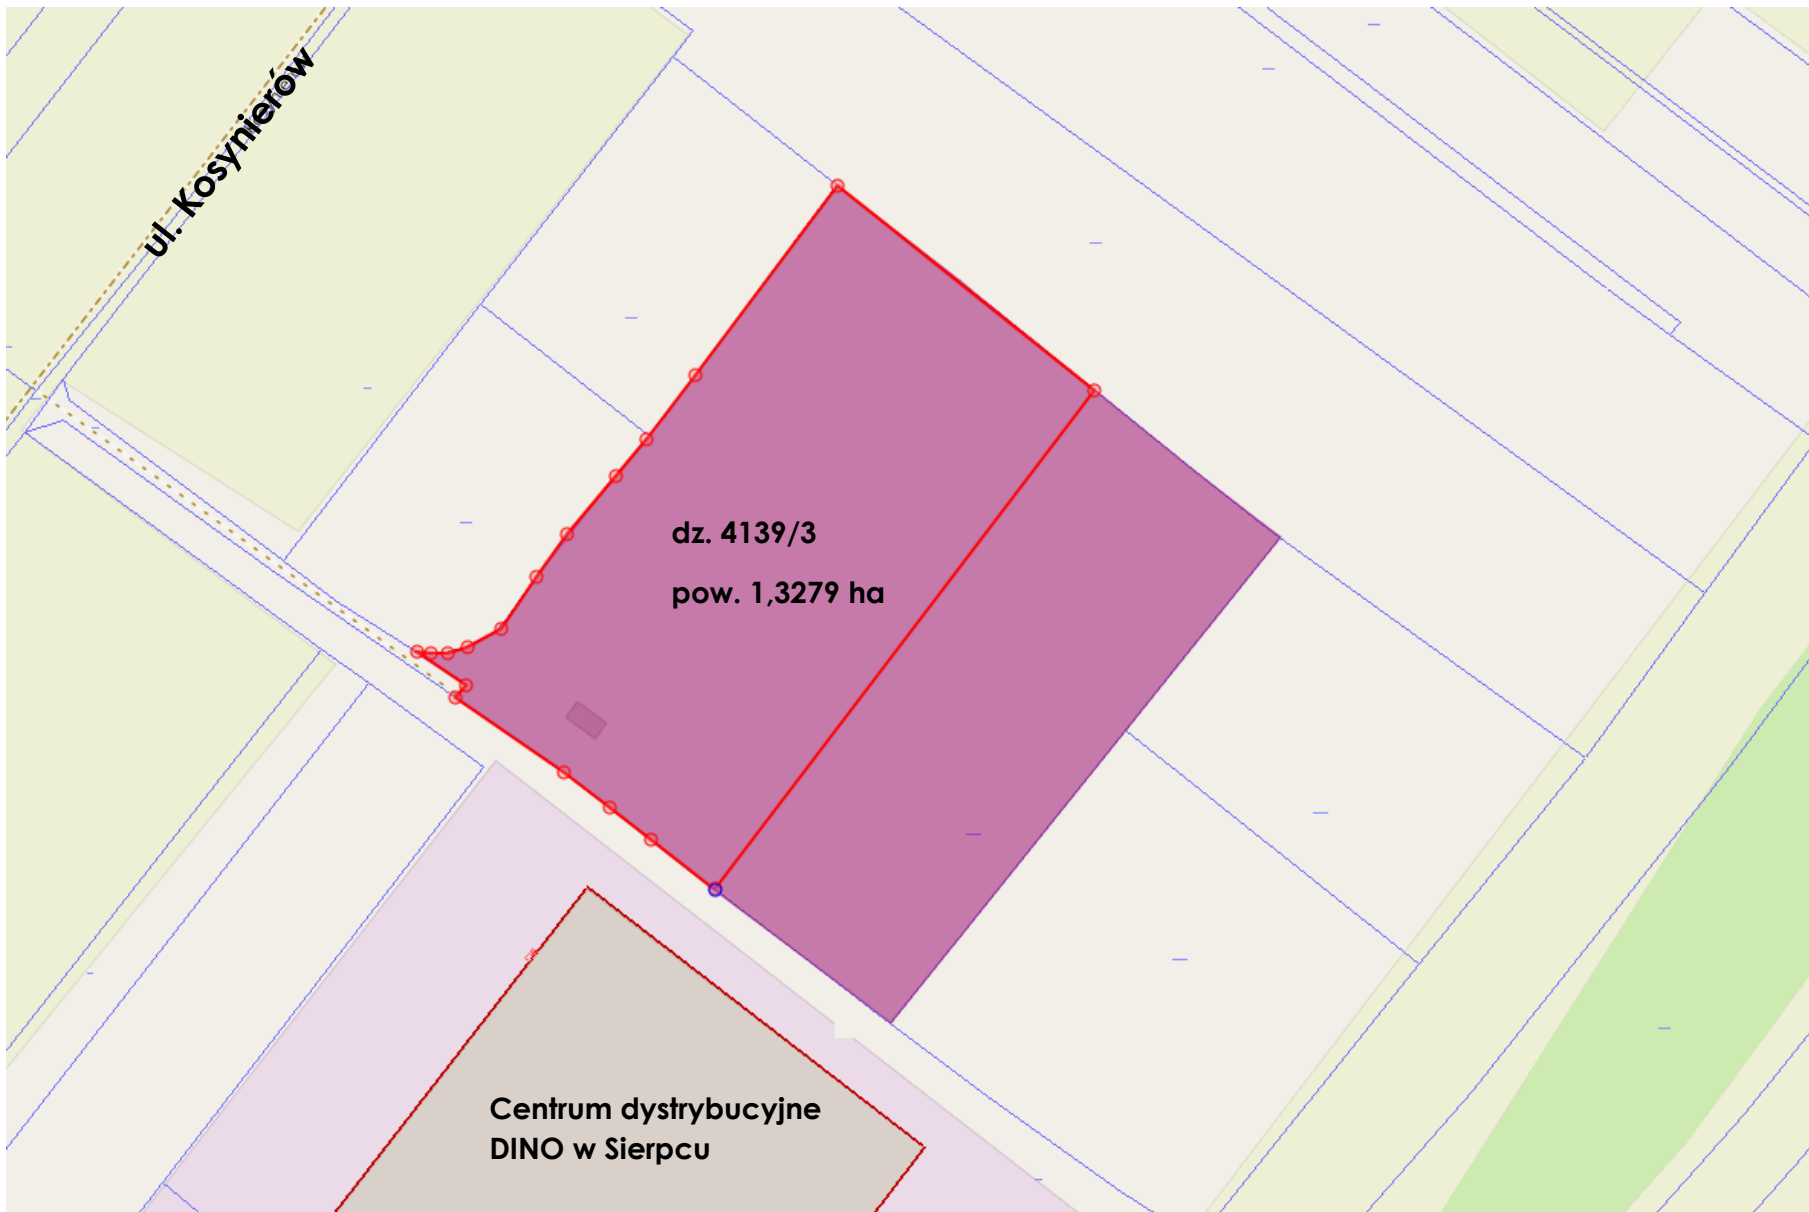 ul. Kosynierów
dz. 4139/3
pow. 1,3279 ha
Centrum dystrybucyjne
DINO w Sierpcu